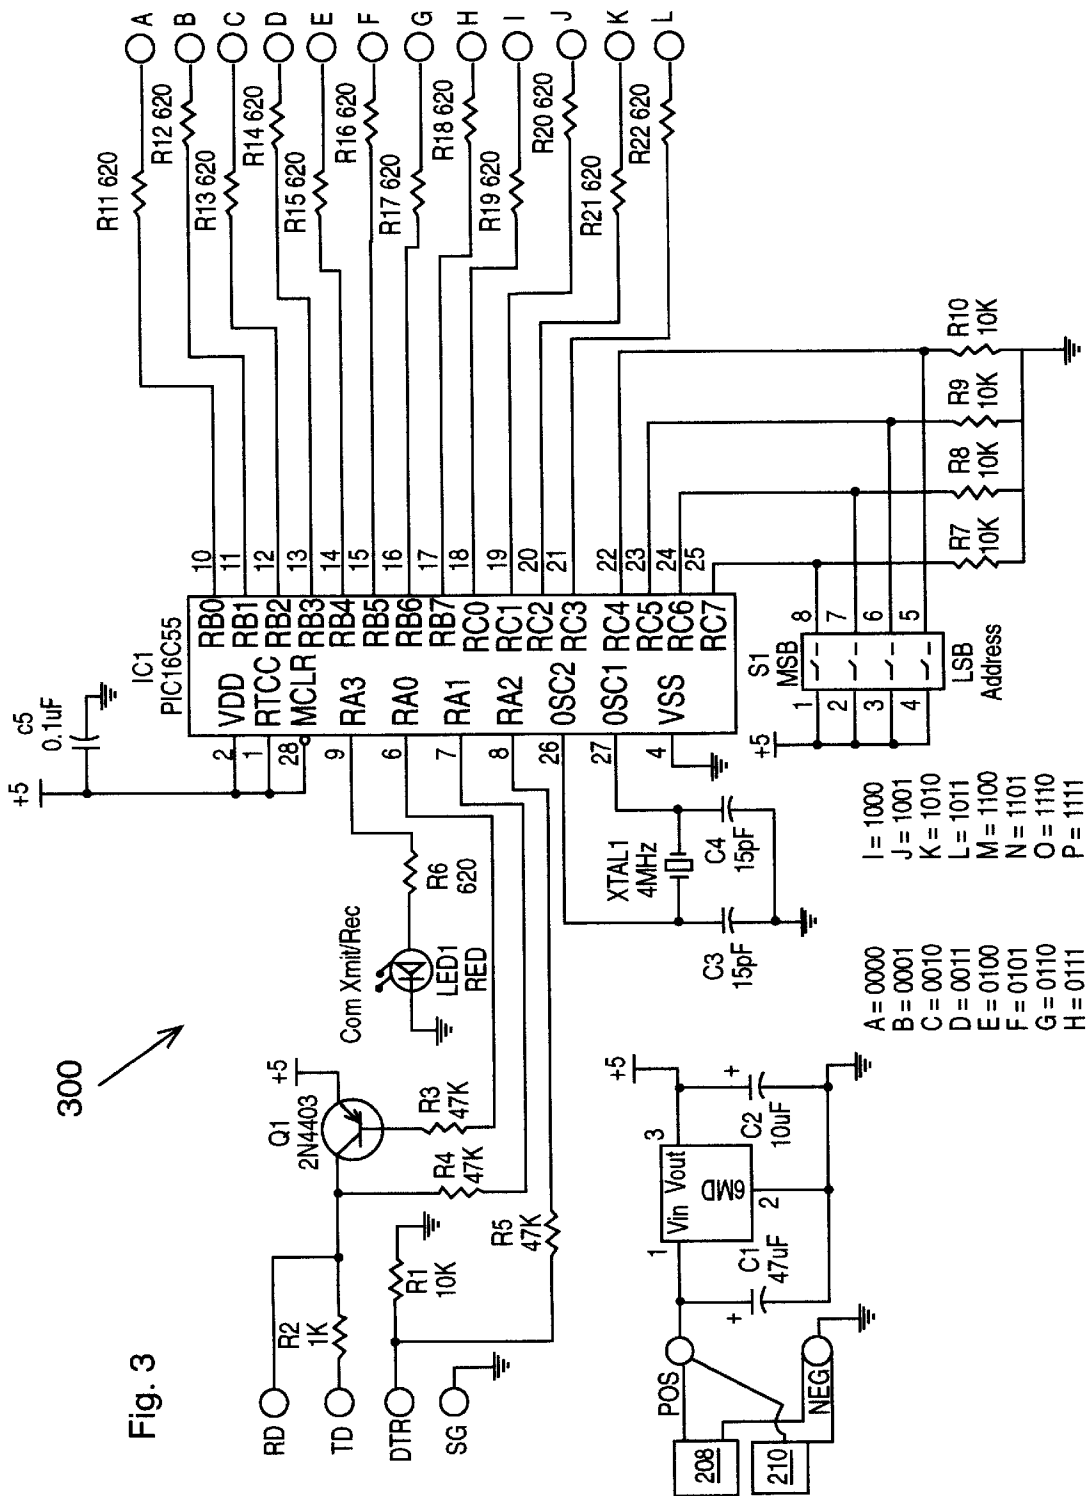 Fig. 3
300
RD
TD
DTR
SG
R2
1K
R1
10K
R4
47K
R3
47K
R5
47K
Q1
2N4403
+5
Com Xmit/Rec
LED1
RED
R6
620
+5
c5
0.1uF
IC1
PIC16C55
2 VDD
1 RTCC
28 MCLR
9 RA3
6 RA0
7 RA1
8 RA2
26 0SC2
27 0SC1
4 VSS
RB0 10
RB1 11
RB2 12
RB3 13
RB4 14
RB5 15
RB6 16
RB7 17
RC0 18
RC1 19
RC2 20
RC3 21
RC4 22
RC5 23
RC6 24
RC7 25
R11 620 A
R12 620 B
R13 620 C
R14 620 D
R15 620 E
R16 620 F
R17 620 G
R18 620 H
R19 620 I
R20 620 J
R21 620 K
R22 620 L
XTAL1
4MHz
C3
15pF
C4
15pF
S1
MSB
+5
1 8
2 7
3 6
4 5
LSB
Address
R7
10K
R8
10K
R9
10K
R10
10K
208
210
POS
NEG
1 Vin Vout 3
6MD
2
+
C1
47uF
+
C2
10uF
+5
A = 0000 I = 1000
B = 0001 J = 1001
C = 0010 K = 1010
D = 0011 L = 1011
E = 0100 M = 1100
F = 0101 N = 1101
G = 0110 O = 1110
H = 0111 P = 1111